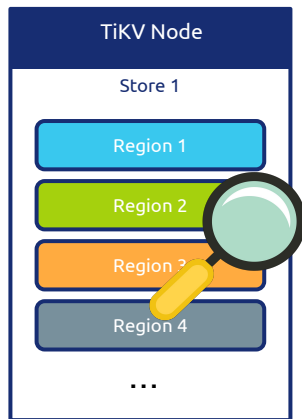 TiKV Node
Store 1
Region 1
Region 2
Region 3
Region 4
...